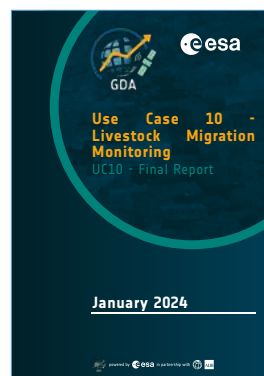 esa
GDA
Use Case 10 -
Livestock Migration
Monitoring
UC10 - Final Report
January 2024
powered by esa in partnership with